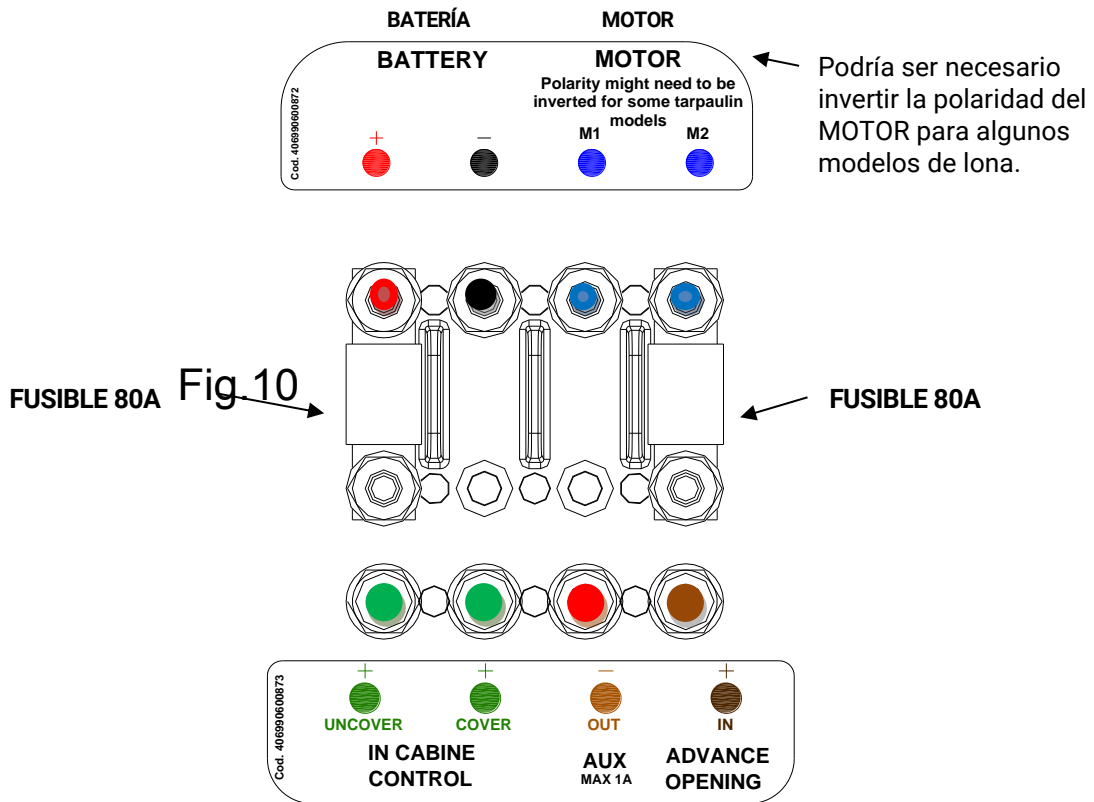 BATERÍA MOTOR
BATTERY MOTOR
Polarity might need to be
inverted for some tarpaulin
models
M1 M2
+ −
Cod. 406990600872
Podría ser necesario
invertir la polaridad del
MOTOR para algunos
modelos de lona.
FUSIBLE 80A Fig.10 FUSIBLE 80A
Cod. 406990600873
+ + − +
UNCOVER COVER OUT IN
IN CABINE
CONTROL
AUX
MAX 1A
ADVANCE
OPENING